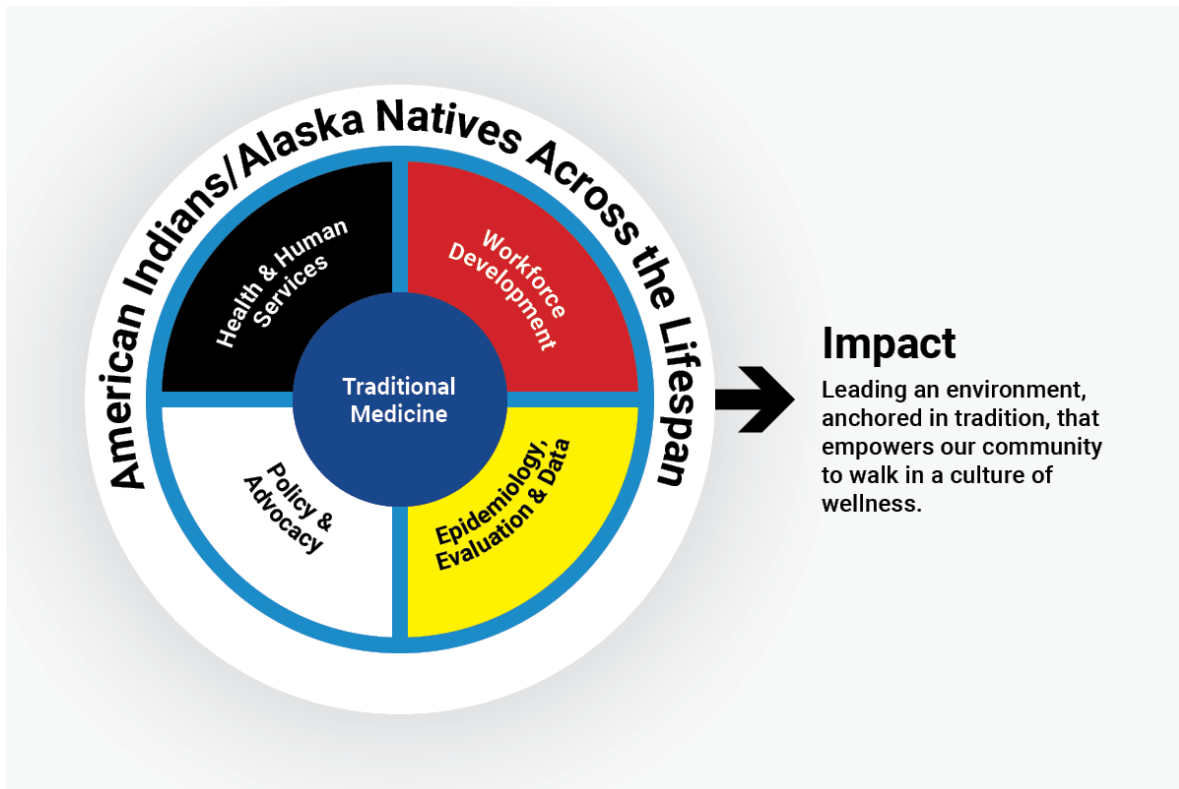 American Indians/Alaska Natives Across the Lifespan
Health & Human
Services
Workforce
Development
Traditional
Medicine
Policy &
Advocacy
Epidemiology,
Evaluation & Data
Impact
Leading an environment,
anchored in tradition, that
empowers our community
to walk in a culture of
wellness.